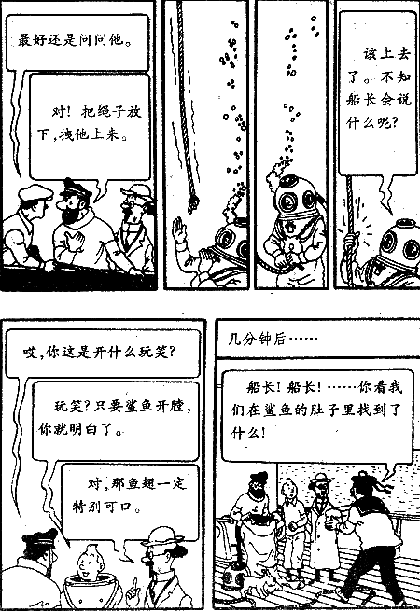 最好还是问问他。
对！把绳子放
下，洩他上来。
该上去
了。不知
船长会说
什么呢？
哎，你这是开什么玩笑？
玩笑？只要鲨鱼开膛，
你就明白了。
对，那鱼翅一定
特别可口。
几分钟后……
船长！船长！……你看我
们在鲨鱼的肚子里找到了
什么！